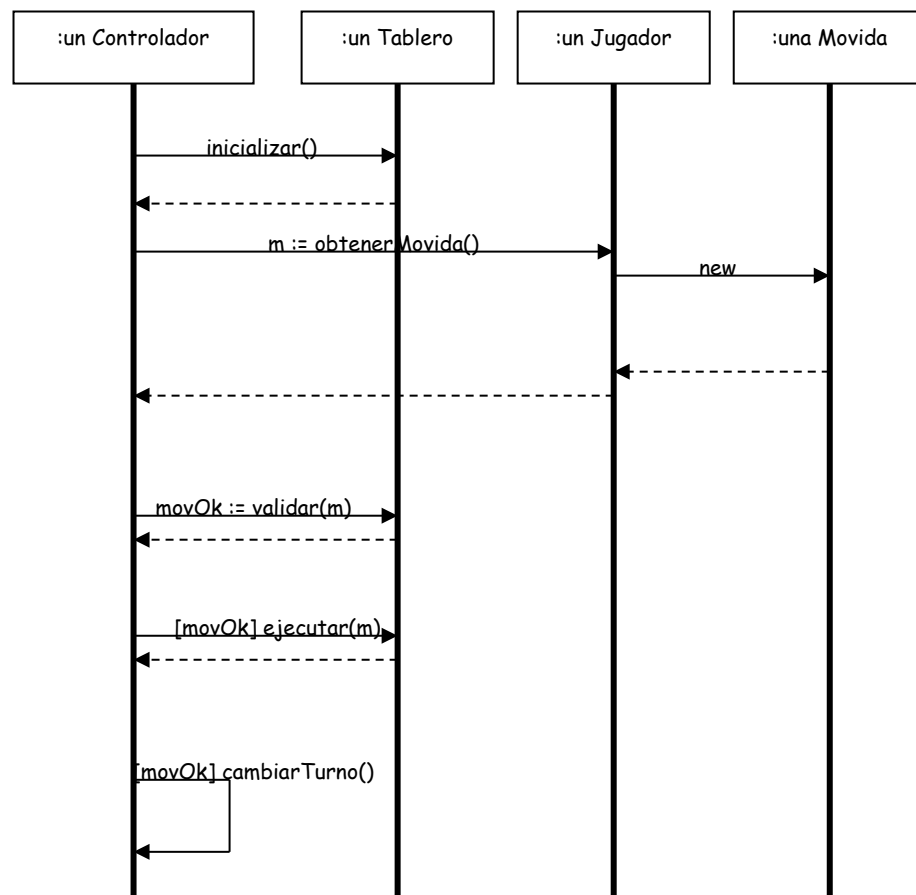 :un Controlador
:un Tablero
:un Jugador
:una Movida
inicializar()
m := obtenerMovida()
new
movOk := validar(m)
[movOk] ejecutar(m)
[movOk] cambiarTurno()